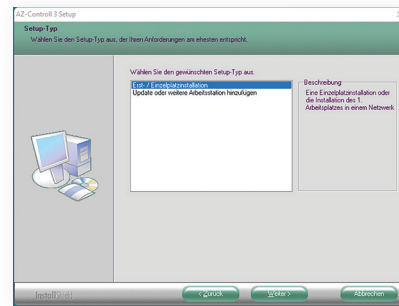 AZ-Controll 3 Setup
Setup-Typ
Wählen Sie den Setup-Typ aus, der Ihren Anforderungen am ehesten entspricht.
Wählen Sie den gewünschten Setup-Typ aus.
Erst- / Einzelplatzinstallation
Update oder weitere Arbeitsstation hinzufügen
Beschreibung
Eine Einzelplatzinstallation oder
die Installation des 1.
Arbeitsplatzes in einem Netzwerk
InstallShield
< Zurück
Weiter >
Abbrechen